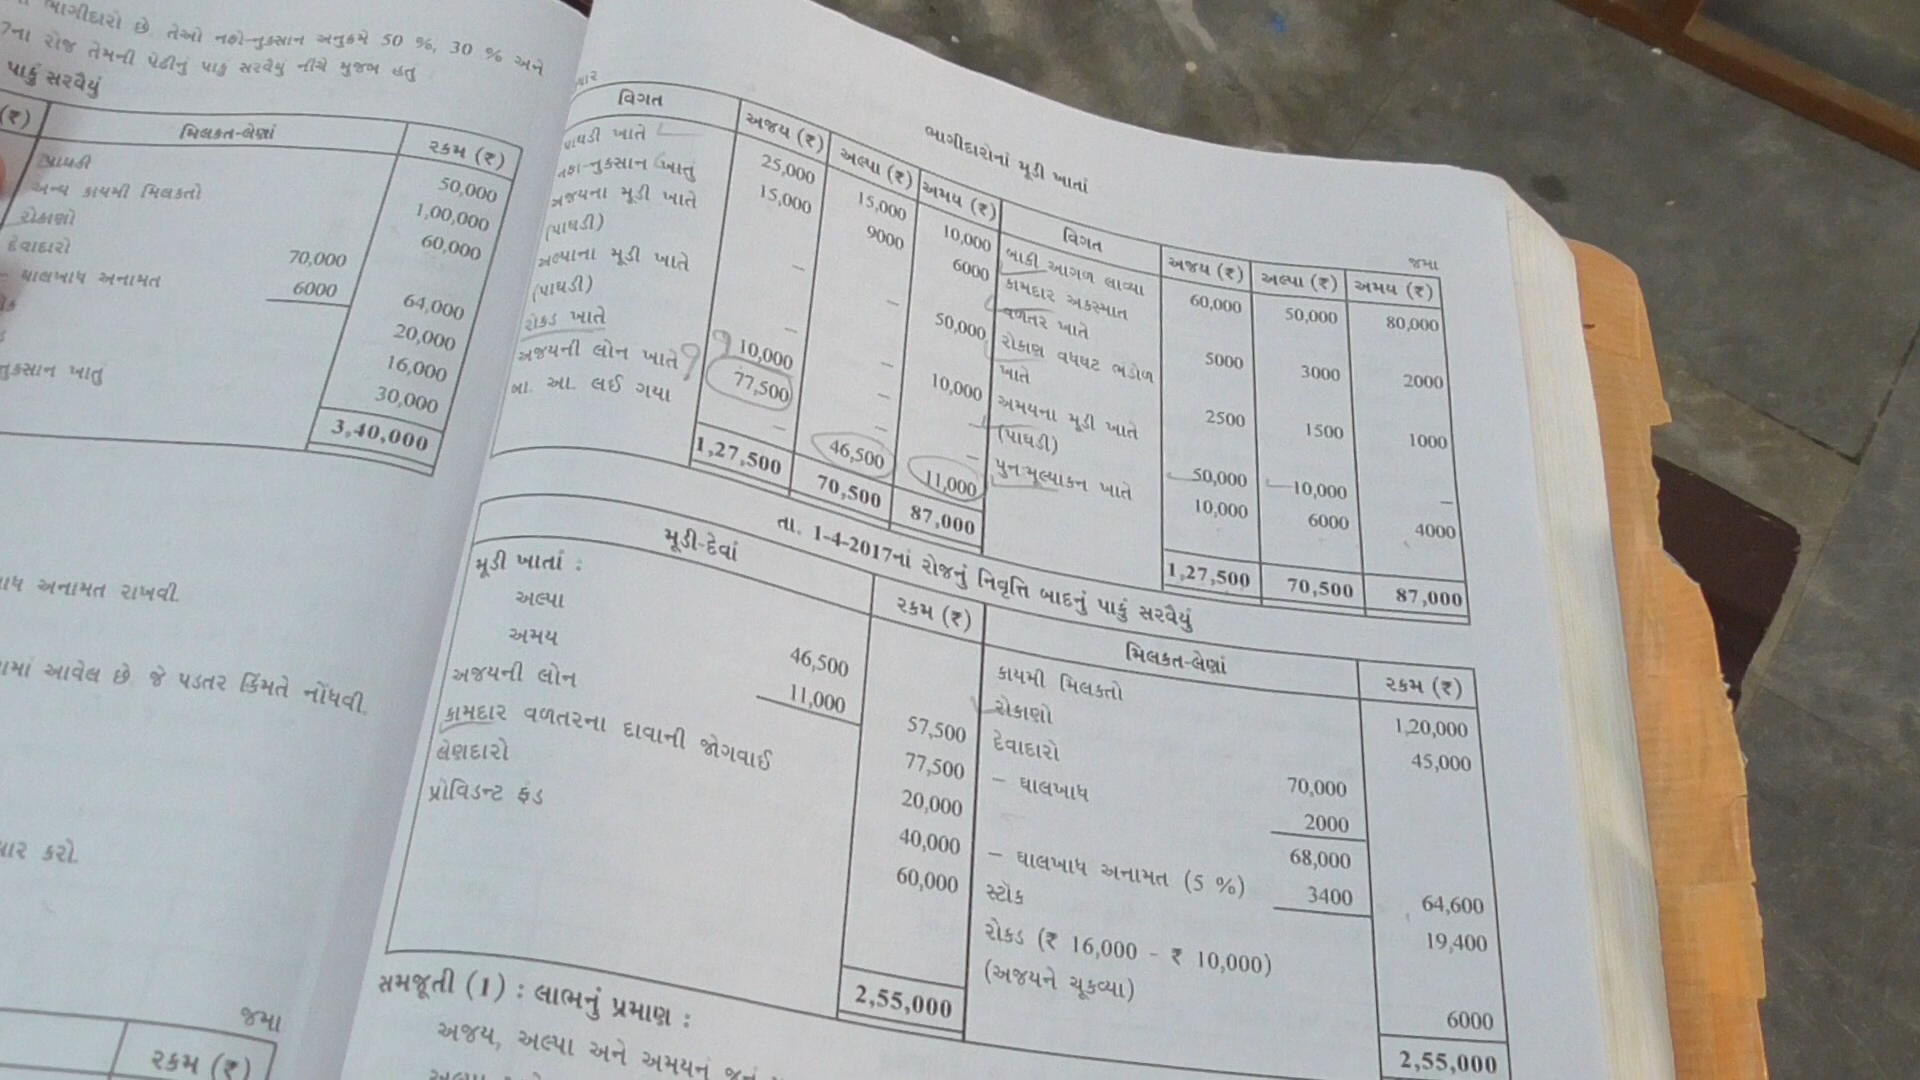 ભાગીદારો છે. તેઓ નફો-નુકસાન અનુક્રમે 50 %, 30 % અને
7ના રોજ તેમની પેઢીનું પાકું સરવૈયું નીચે મુજબ હતું
પાકું સરવૈયું
(₹) મિલકત-લેણાં રકમ (₹)
પાઘડી 50,000
અન્ય કાયમી મિલકતો 1,00,000
રોકાણો 60,000
દેવાદારો 70,000
- ઘાલખાધ અનામત 6000 64,000
20,000
16,000
નુકસાન ખાતું 30,000
3,40,000
અનામત રાખવી.
આવેલ છે જે પડતર કિંમતે નોંધવી.
કરો.
જમા
રકમ (₹)
ભાગીદારોનાં મૂડી ખાતાં
જમા
વિગત અજય (₹) અલ્પા (₹) અમય (₹) વિગત અજય (₹) અલ્પા (₹) અમય (₹)
પાઘડી ખાતે 25,000 15,000 10,000 બાકી આગળ લાવ્યા 60,000 50,000 80,000
નફા-નુકસાન ખાતું 15,000 9000 6000 કામદાર અકસ્માત
વળતર ખાતે 5000 3000 2000
અજયના મૂડી ખાતે
(પાઘડી) – – 50,000 રોકાણ વધઘટ ભંડોળ
ખાતે 2500 1500 1000
અલ્પાના મૂડી ખાતે
(પાઘડી) – – 10,000 અમયના મૂડી ખાતે
(પાઘડી) 50,000 10,000 –
રોકડ ખાતે 10,000 – – પુનઃમૂલ્યાંકન ખાતે 10,000 6000 4000
અજયની લોન ખાતે 77,500 – –
બા. આ. લઈ ગયા – 46,500 11,000
1,27,500 70,500 87,000 1,27,500 70,500 87,000
તા. 1-4-2017નાં રોજનું નિવૃત્તિ બાદનું પાકું સરવૈયું
મૂડી-દેવાં રકમ (₹) મિલકત-લેણાં રકમ (₹)
મૂડી ખાતાં : કાયમી મિલકતો 1,20,000
અલ્પા 46,500 રોકાણો 45,000
અમય 11,000 57,500 દેવાદારો 70,000
અજયની લોન 77,500 - ઘાલખાધ 2000
કામદાર વળતરના દાવાની જોગવાઈ 20,000 68,000
લેણદારો 40,000 - ઘાલખાધ અનામત (5 %) 3400 64,600
પ્રોવિડન્ટ ફંડ 60,000 સ્ટોક 19,400
રોકડ (₹ 16,000 - ₹ 10,000)
(અજયને ચૂકવ્યા) 6000
2,55,000 2,55,000
સમજૂતી (1) : લાભનું પ્રમાણ :
અજય, અલ્પા અને અમયનું